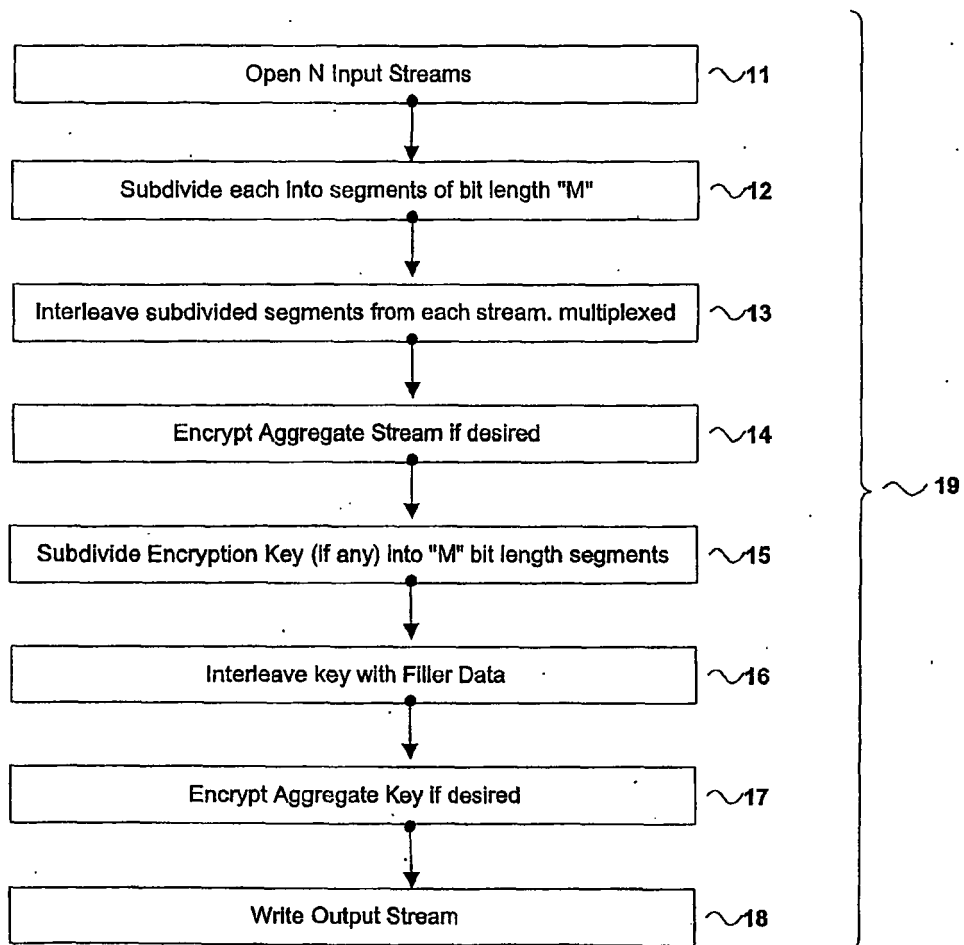 Open N Input Streams 11
Subdivide each into segments of bit length "M" 12
Interleave subdivided segments from each stream. multiplexed 13
Encrypt Aggregate Stream if desired 14
19
Subdivide Encryption Key (if any) into "M" bit length segments 15
Interleave key with Filler Data 16
Encrypt Aggregate Key if desired 17
Write Output Stream 18